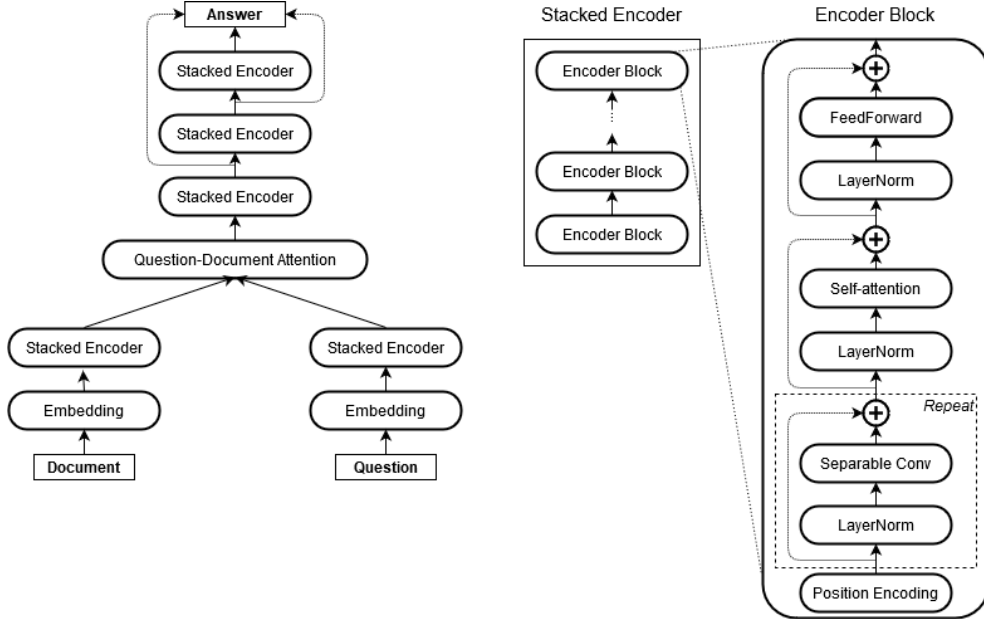 Answer
Stacked Encoder
Stacked Encoder
Stacked Encoder
Question-Document Attention
Stacked Encoder
Stacked Encoder
Embedding
Embedding
Document
Question
Stacked Encoder
Encoder Block
Encoder Block
Encoder Block
Encoder Block
FeedForward
LayerNorm
Self-attention
LayerNorm
Repeat
Separable Conv
LayerNorm
Position Encoding